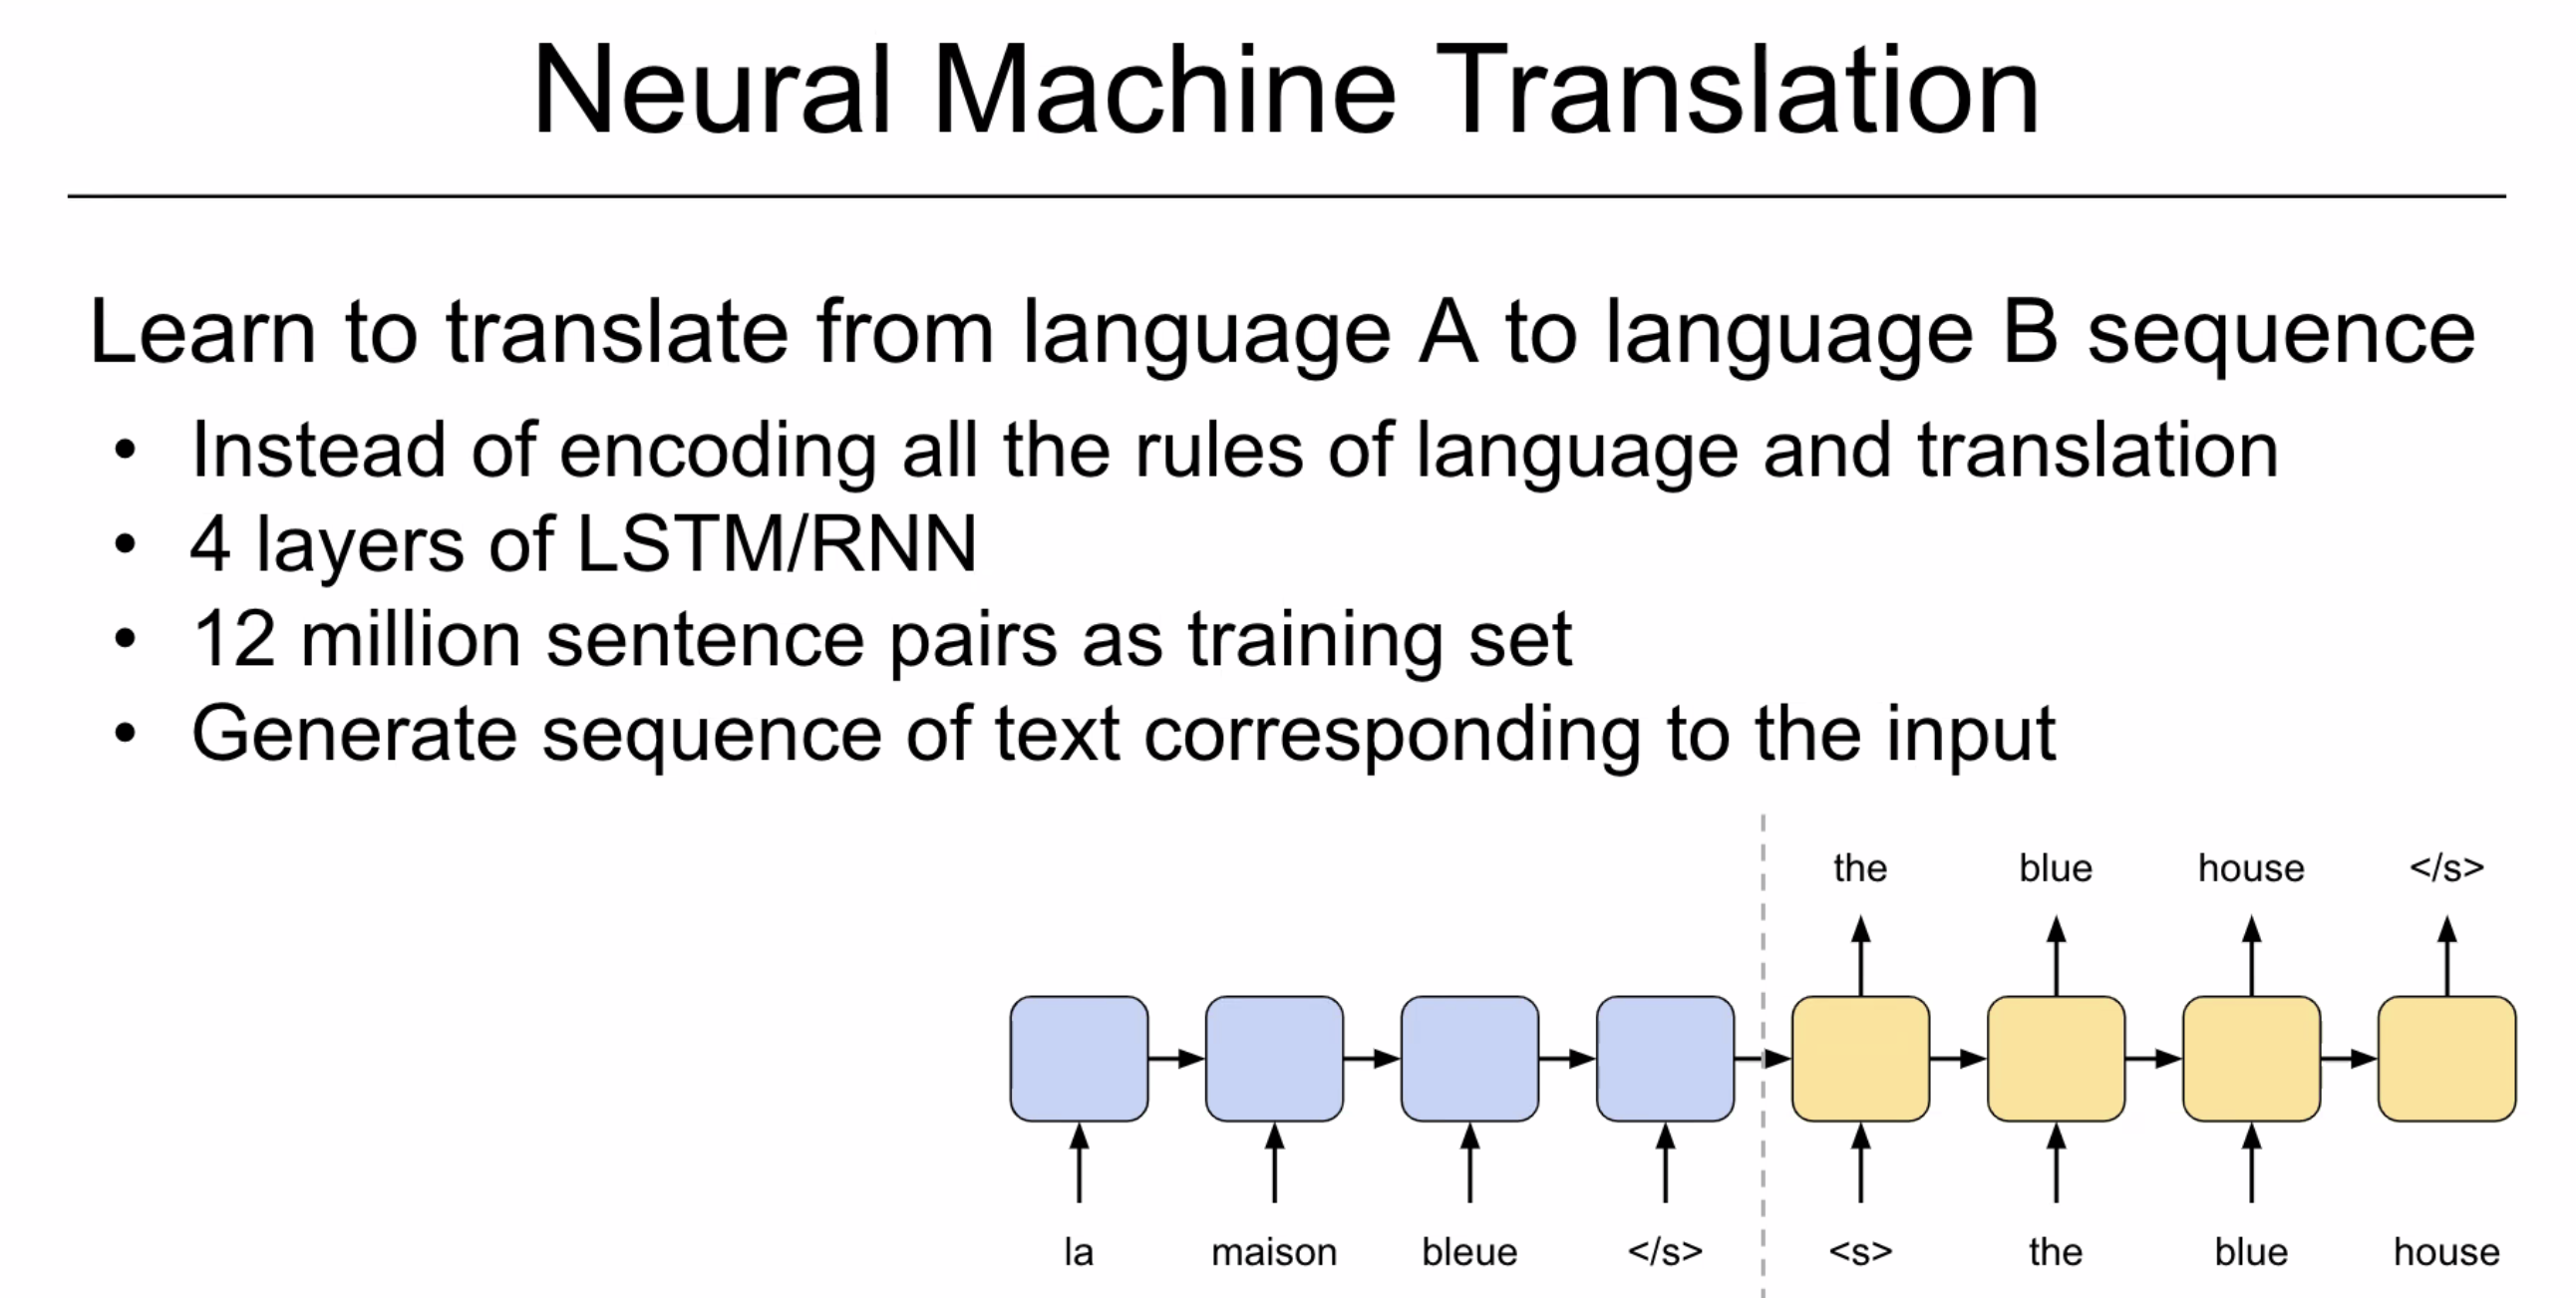 Neural Machine Translation
Learn to translate from language A to language B sequence
• Instead of encoding all the rules of language and translation
• 4 layers of LSTM/RNN
• 12 million sentence pairs as training set
• Generate sequence of text corresponding to the input
the blue house </s>
la maison bleue </s> <s> the blue house